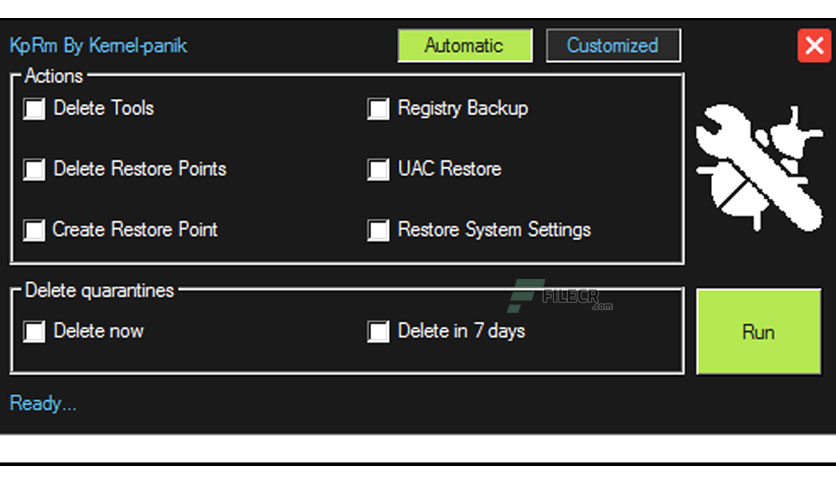 KpRm By Kernel-panik Automatic Customized
Actions
Delete Tools Registry Backup
Delete Restore Points UAC Restore
Create Restore Point Restore System Settings
Delete quarantines
FILECR
.com
Delete now Delete in 7 days
Run
Ready...